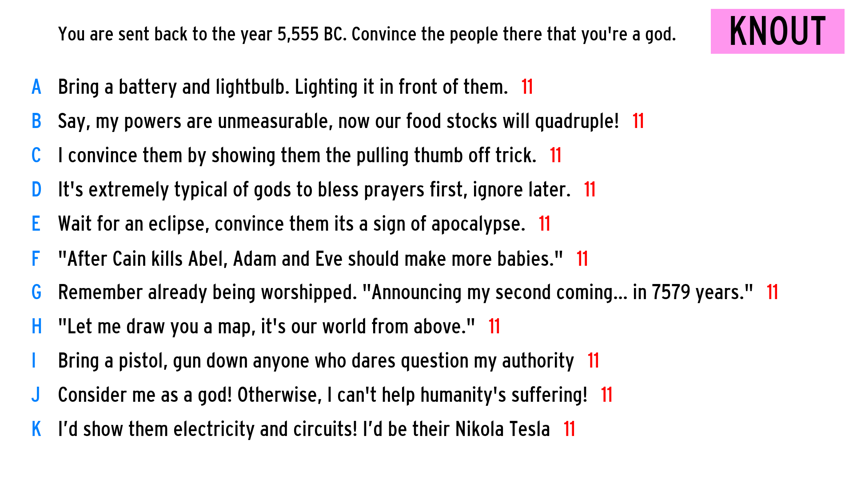 You are sent back to the year 5,555 BC. Convince the people there that you're a god.
KNOUT
A Bring a battery and lightbulb. Lighting it in front of them. 11
B Say, my powers are unmeasurable, now our food stocks will quadruple! 11
C I convince them by showing them the pulling thumb off trick. 11
D It's extremely typical of gods to bless prayers first, ignore later. 11
E Wait for an eclipse, convince them its a sign of apocalypse. 11
F "After Cain kills Abel, Adam and Eve should make more babies." 11
G Remember already being worshipped. "Announcing my second coming... in 7579 years." 11
H "Let me draw you a map, it's our world from above." 11
I Bring a pistol, gun down anyone who dares question my authority 11
J Consider me as a god! Otherwise, I can't help humanity's suffering! 11
K I’d show them electricity and circuits! I’d be their Nikola Tesla 11